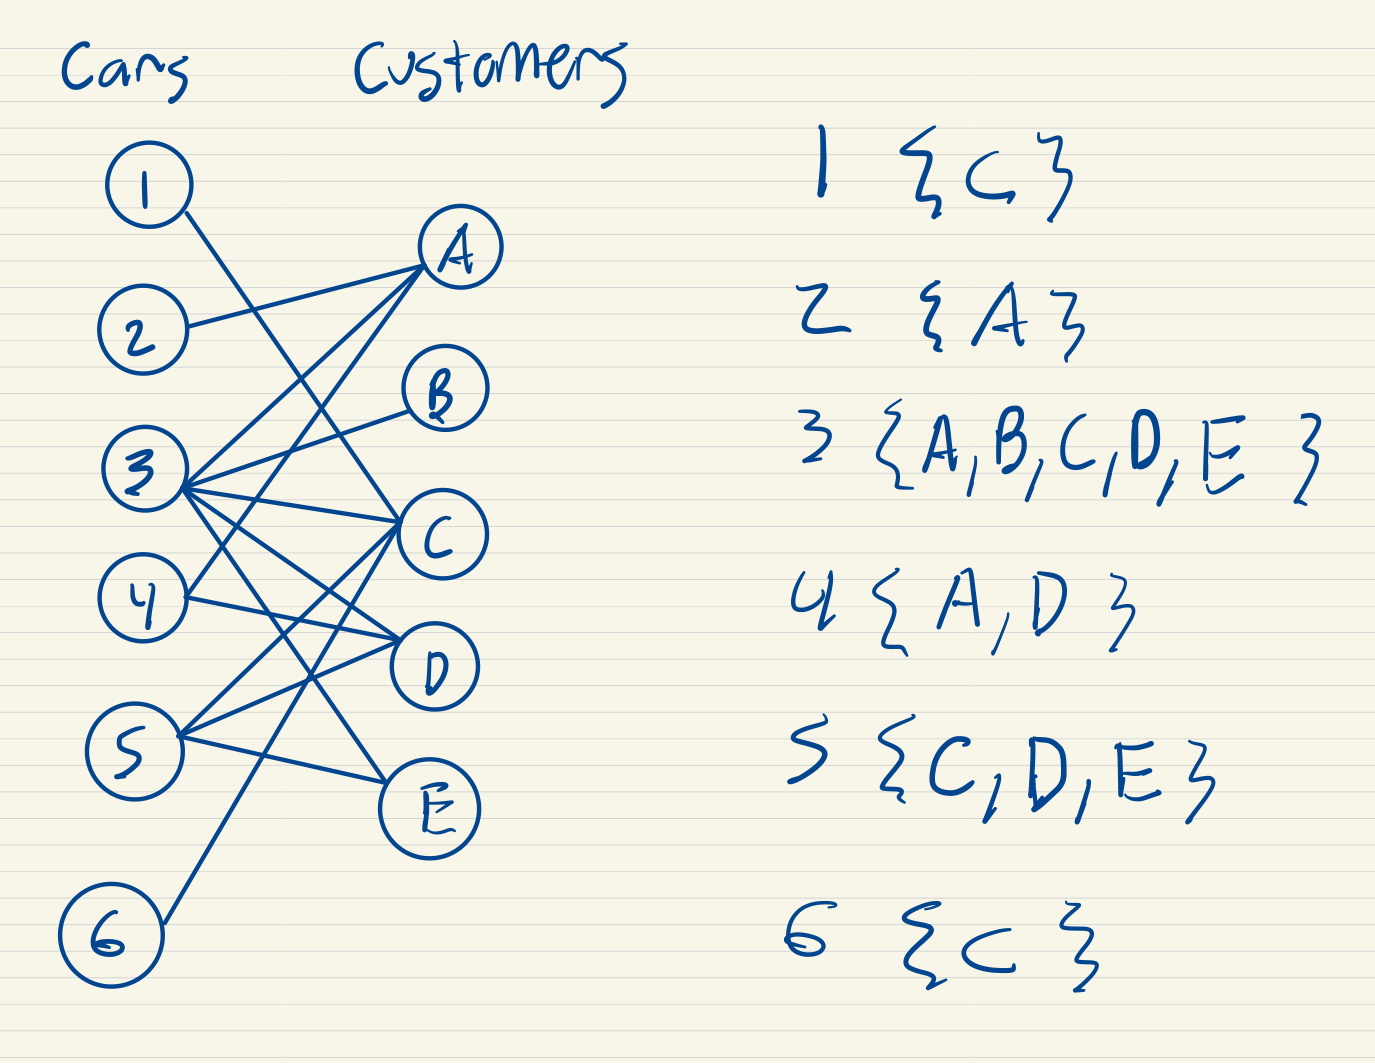 Cars Customers
1
A
2
B
3
C
4
D
5
E
6
1 {C}
2 {A}
3 {A,B,C,D,E}
4 {A,D}
5 {C,D,E}
6 {C}